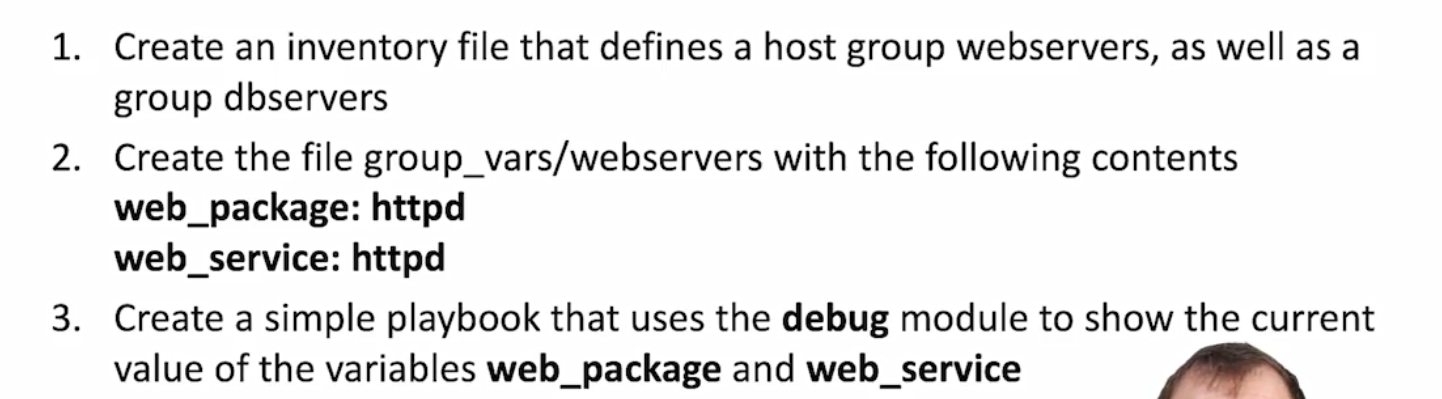 1. Create an inventory file that defines a host group webservers, as well as a
group dbservers
2. Create the file group_vars/webservers with the following contents
web_package: httpd
web_service: httpd
3. Create a simple playbook that uses the debug module to show the current
value of the variables web_package and web_service